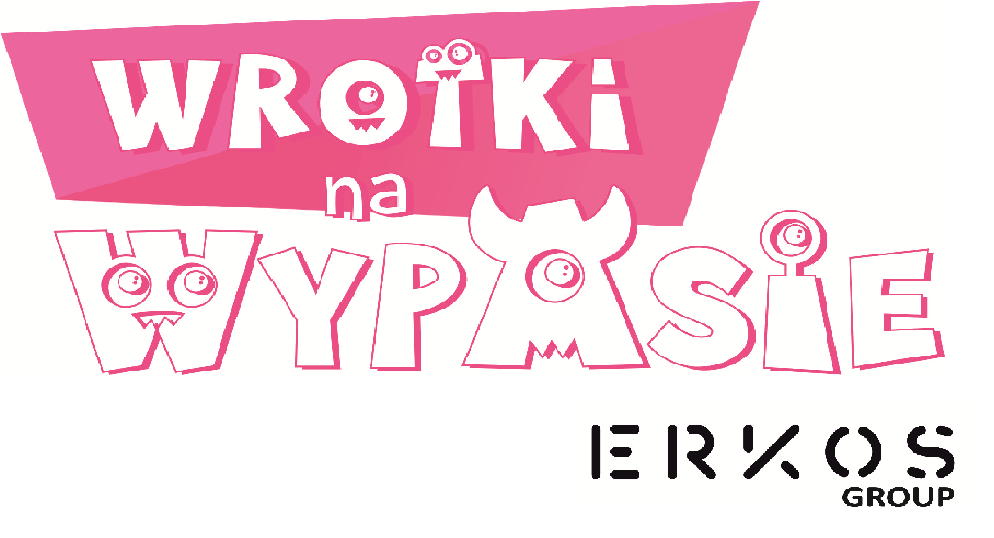 WROTKi
na
WYPASiE
ERKOS
GROUP